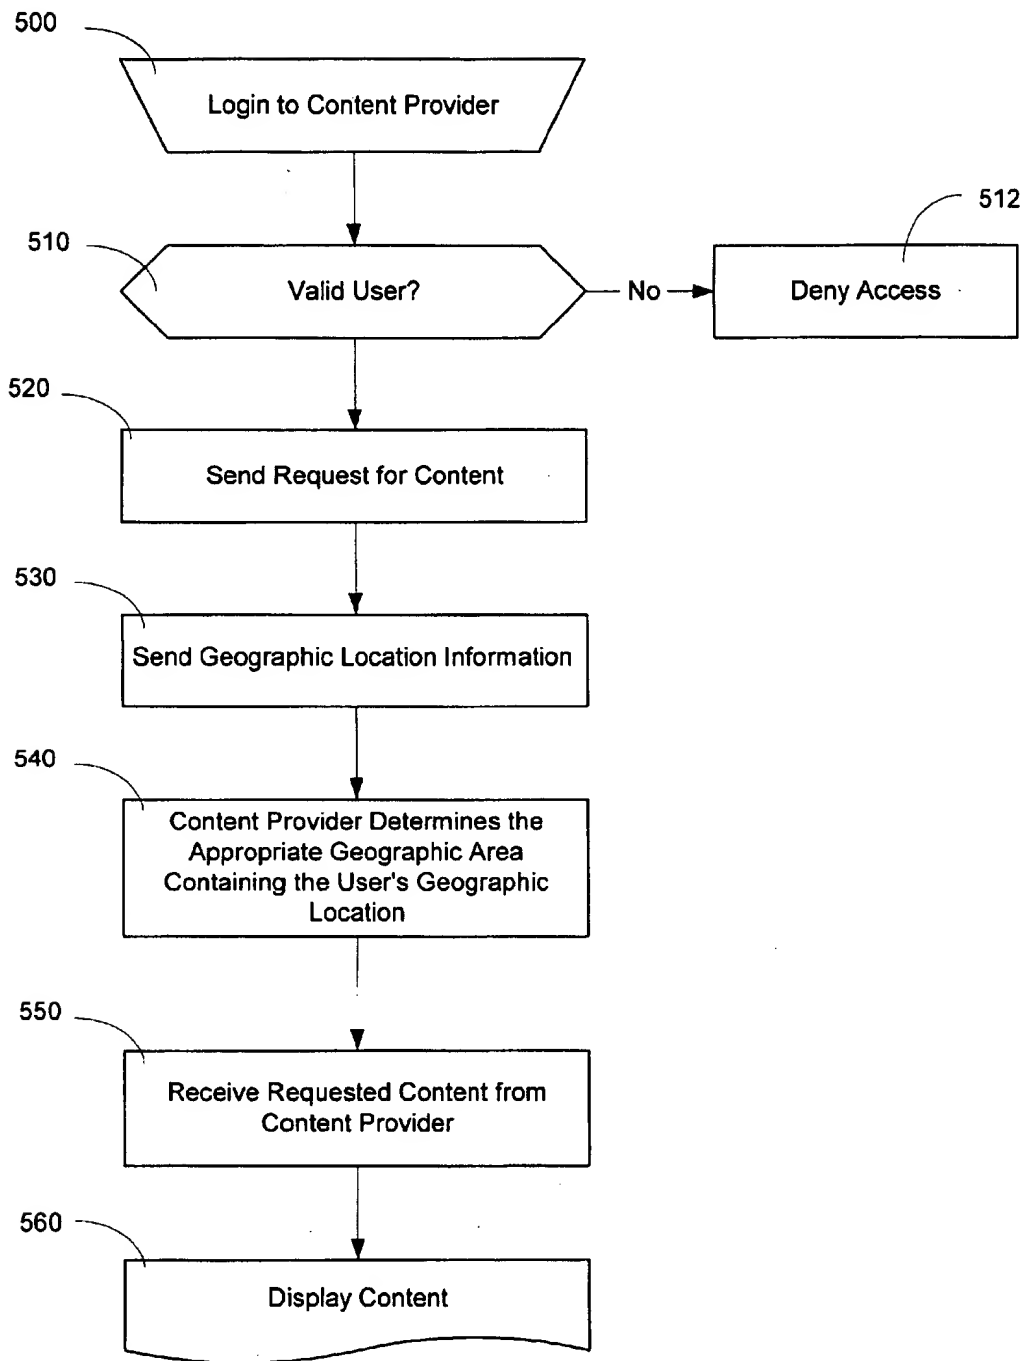 500
Login to Content Provider
512
510
Valid User?
No
Deny Access
520
Send Request for Content
530
Send Geographic Location Information
540
Content Provider Determines the
Appropriate Geographic Area
Containing the User's Geographic
Location
550
Receive Requested Content from
Content Provider
560
Display Content